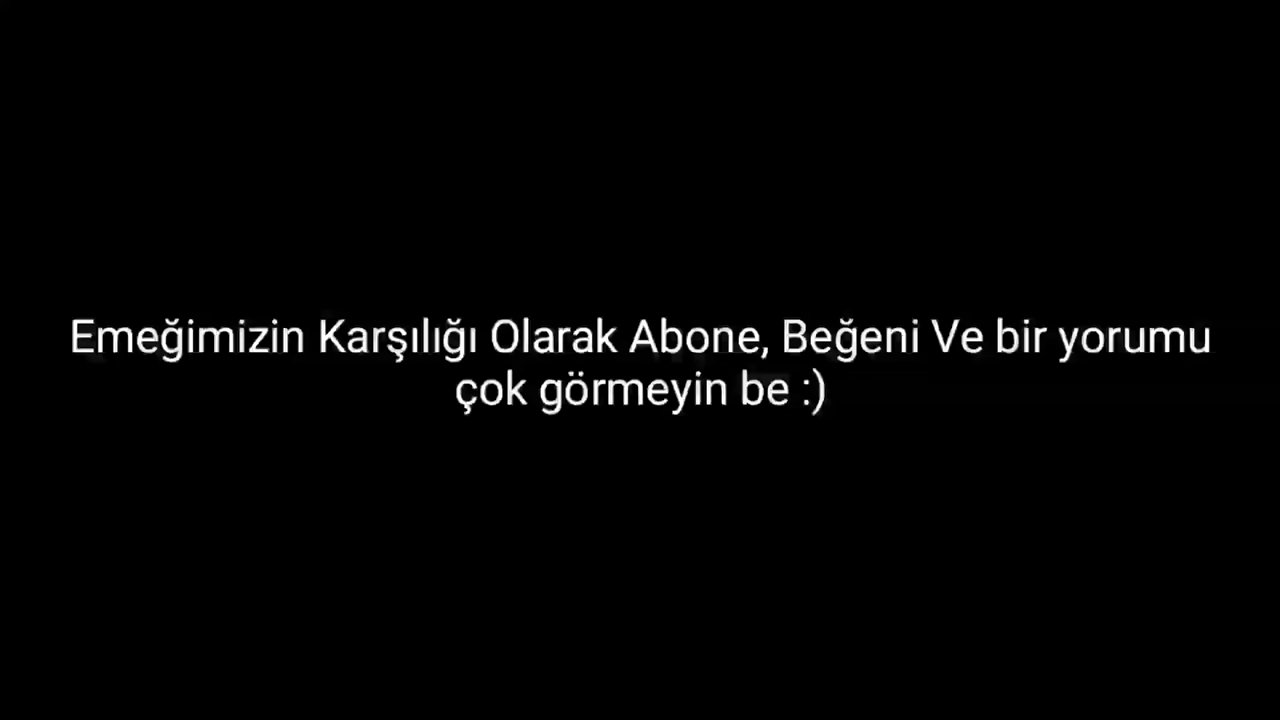 Emeğimizin Karşılığı Olarak Abone, Beğeni Ve bir yorumu
çok görmeyin be :)